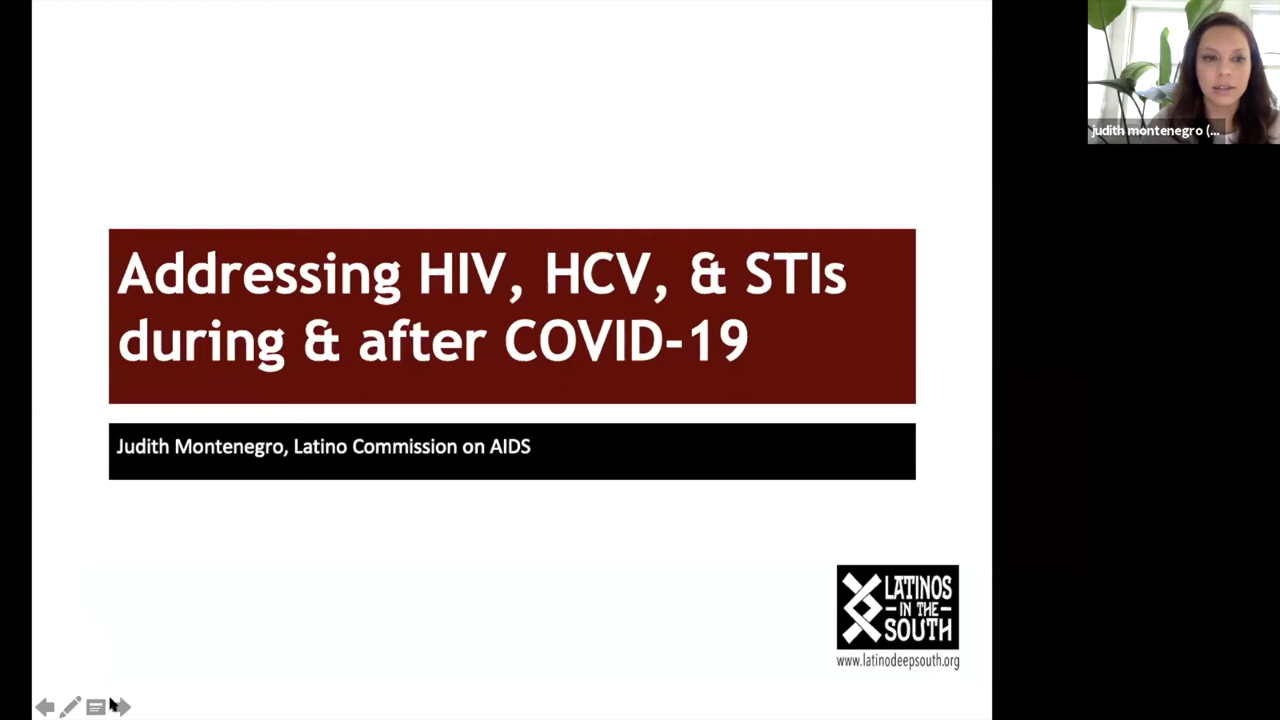 judith montenegro (...
Addressing HIV, HCV, & STIs
during & after COVID-19
Judith Montenegro, Latino Commission on AIDS
LATINOS
IN THE
SOUTH
www.latinodeepsouth.org